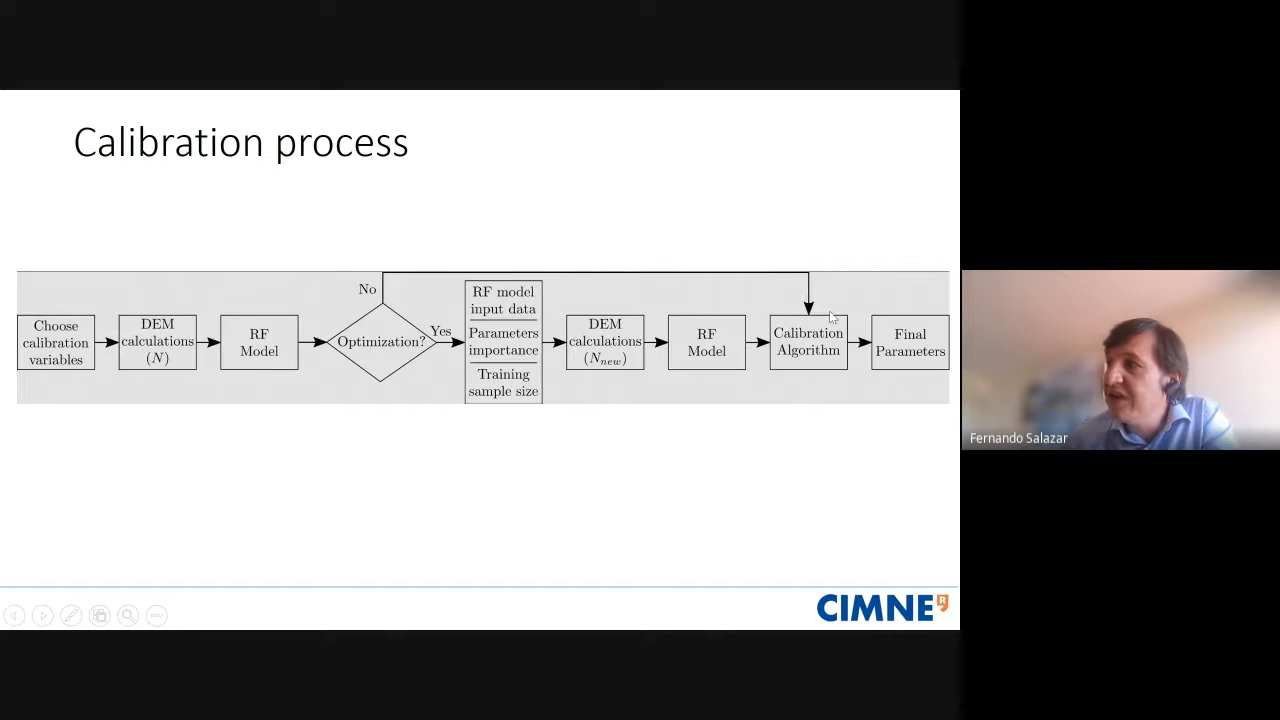 Calibration process
No
Choose
calibration
variables
DEM
calculations
(N)
RF
Model
Optimization?
Yes
RF model
input data
Parameters
importance
Training
sample size
DEM
calculations
(Nnew)
RF
Model
Calibration
Algorithm
Final
Parameters
Fernando Salazar
CIMNE R